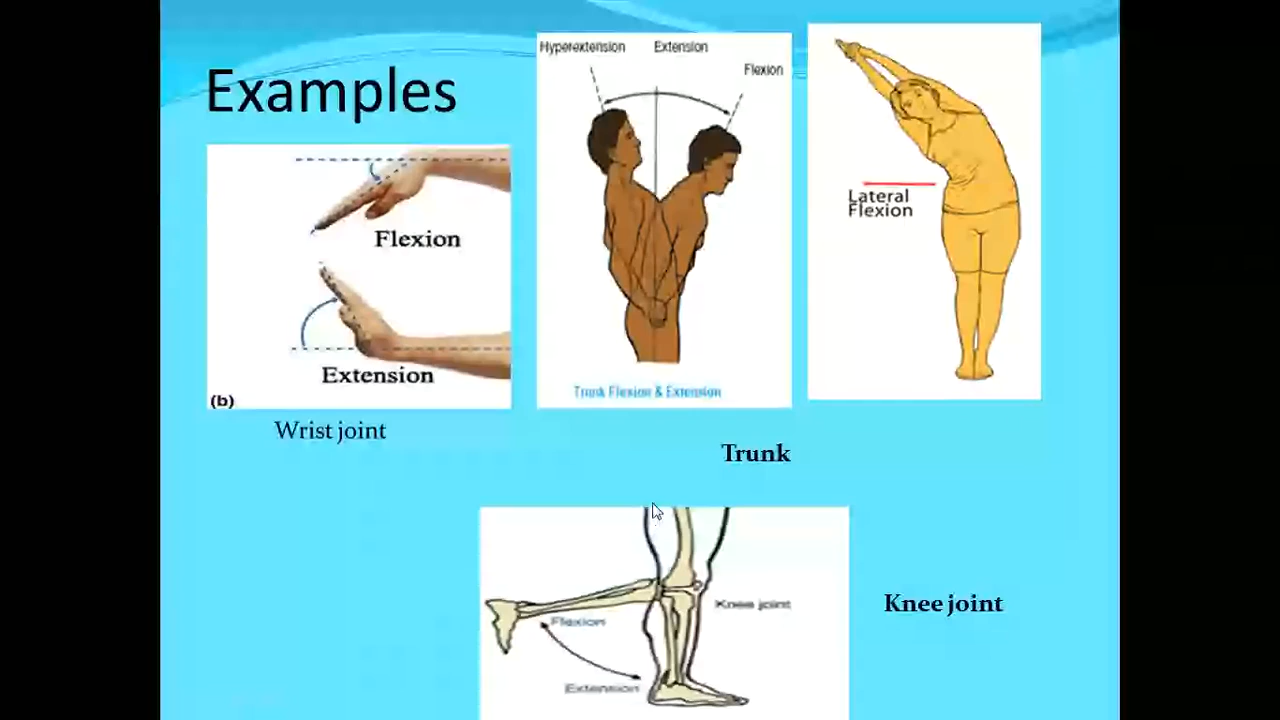 Examples
Flexion
Extension
(b)
Wrist joint
Hyperextension
Extension
Flexion
Trunk Flexion & Extension
Lateral
Flexion
Trunk
Knee joint
Flexion
Extension
Knee joint